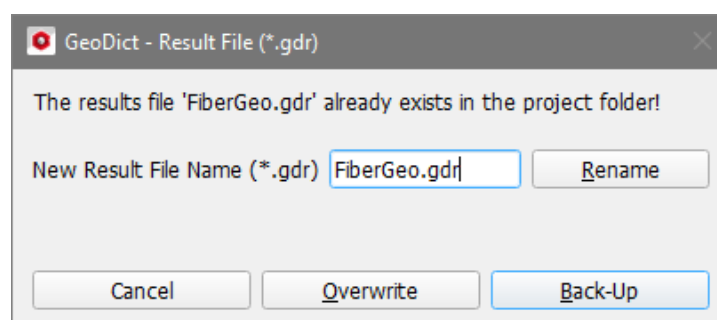 GeoDict - Result File (*.gdr)
The results file 'FiberGeo.gdr' already exists in the project folder!
New Result File Name (*.gdr) FiberGeo.gdr Rename
Cancel Overwrite Back-Up